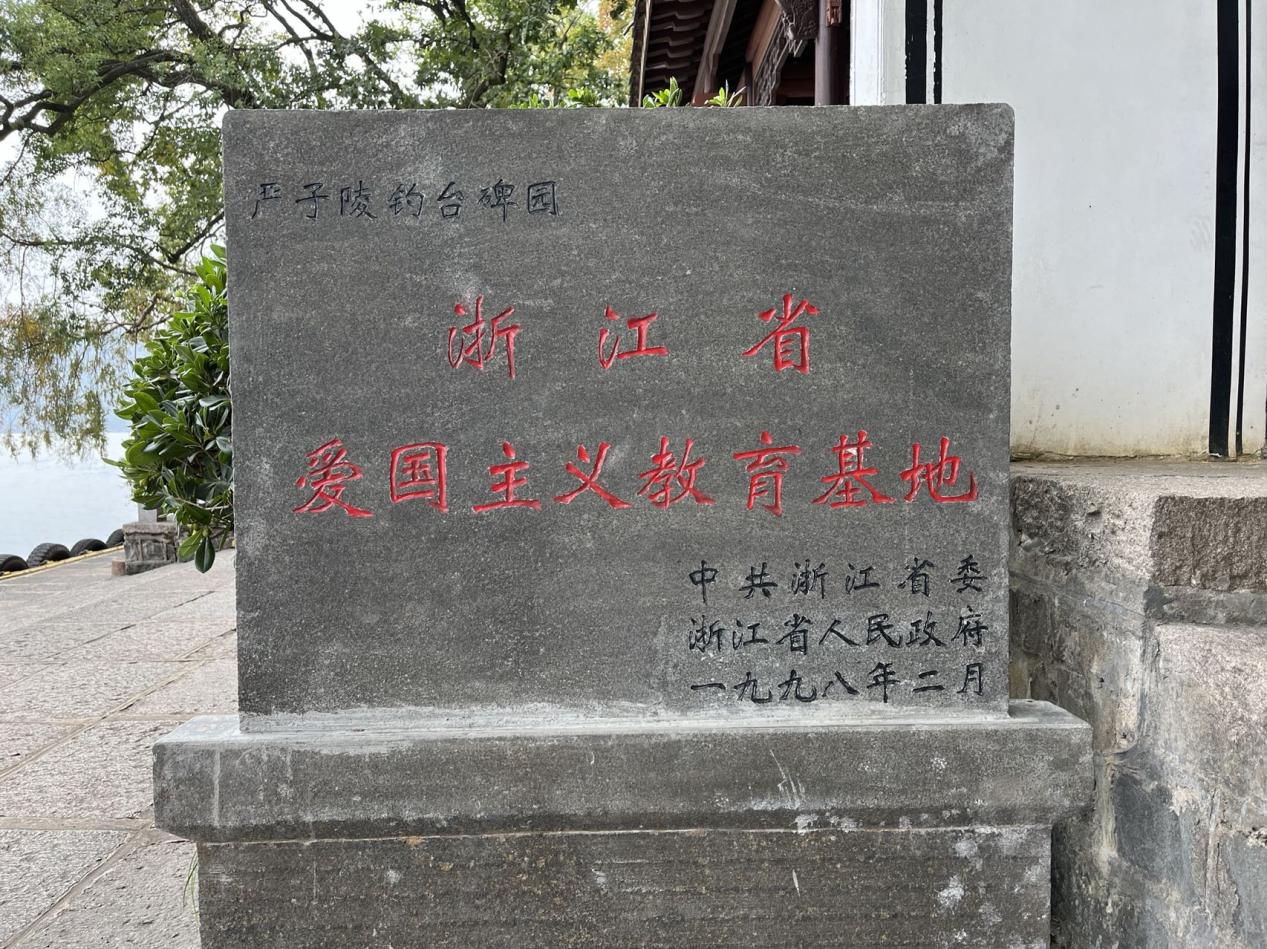 严子陵钓台碑园
浙江省
爱国主义教育基地
中共浙江省委
浙江省人民政府
一九九八年二月